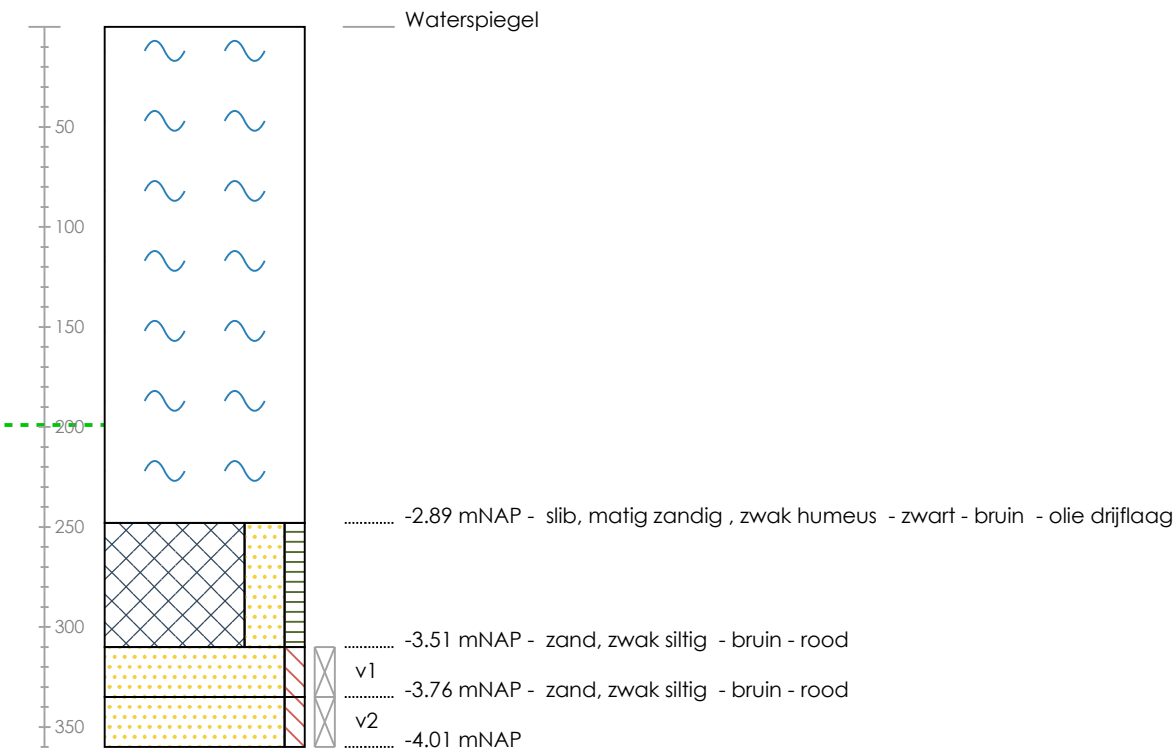 Waterspiegel
50
100
150
200
250
-2.89 mNAP - slib, matig zandig , zwak humeus - zwart - bruin - olie drijflaag
300
-3.51 mNAP - zand, zwak siltig - bruin - rood
v1
-3.76 mNAP - zand, zwak siltig - bruin - rood
v2
350
-4.01 mNAP